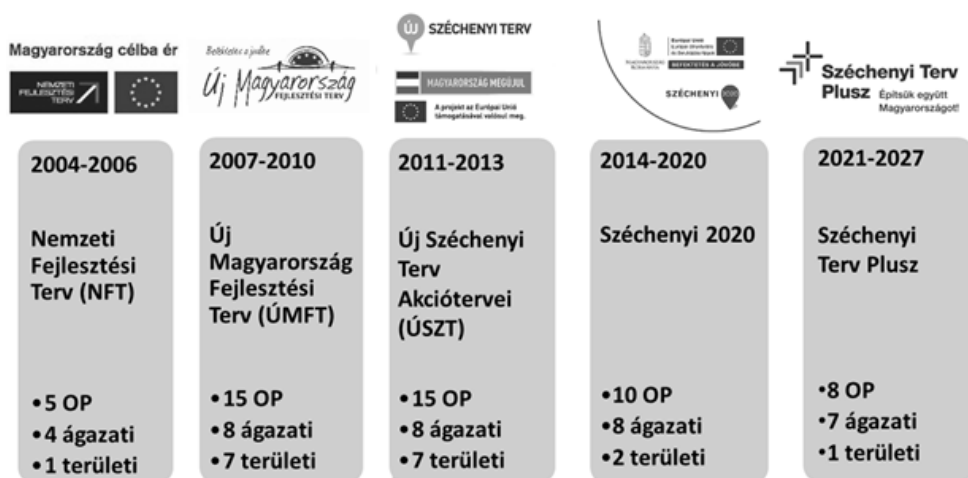 Magyarország célba ér
NEMZETI
FEJLESZTÉSI
TERV
Befektetés a jövőbe
Új Magyarország
FEJLESZTÉSI TERV
ÚJ SZÉCHENYI TERV
MAGYARORSZÁG MEGÚJUL
A projekt az Európai Unió
támogatásával valósul meg.
Európai Unió
BEFEKTETÉS A JÖVŐBE
SZÉCHENYI 2020
Széchenyi Terv
Plusz
Építsük együtt
Magyarországot!
2004-2006
Nemzeti
Fejlesztési
Terv (NFT)
•5 OP
•4 ágazati
•1 területi
2007-2010
Új
Magyarország
Fejlesztési
Terv (ÚMFT)
•15 OP
•8 ágazati
•7 területi
2011-2013
Új Széchenyi
Terv
Akciótervei
(ÚSZT)
•15 OP
•8 ágazati
•7 területi
2014-2020
Széchenyi 2020
•10 OP
•8 ágazati
•2 területi
2021-2027
Széchenyi
Terv Plusz
•8 OP
•7 ágazati
•1 területi